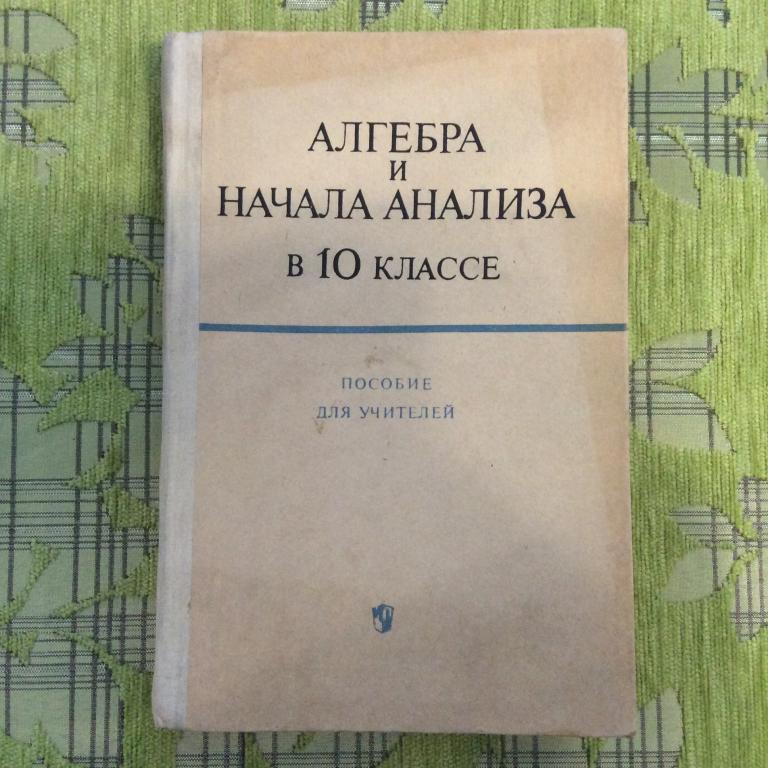 АЛГЕБРА
И
НАЧАЛА АНАЛИЗА
В 10 КЛАССЕ
ПОСОБИЕ
ДЛЯ УЧИТЕЛЕЙ